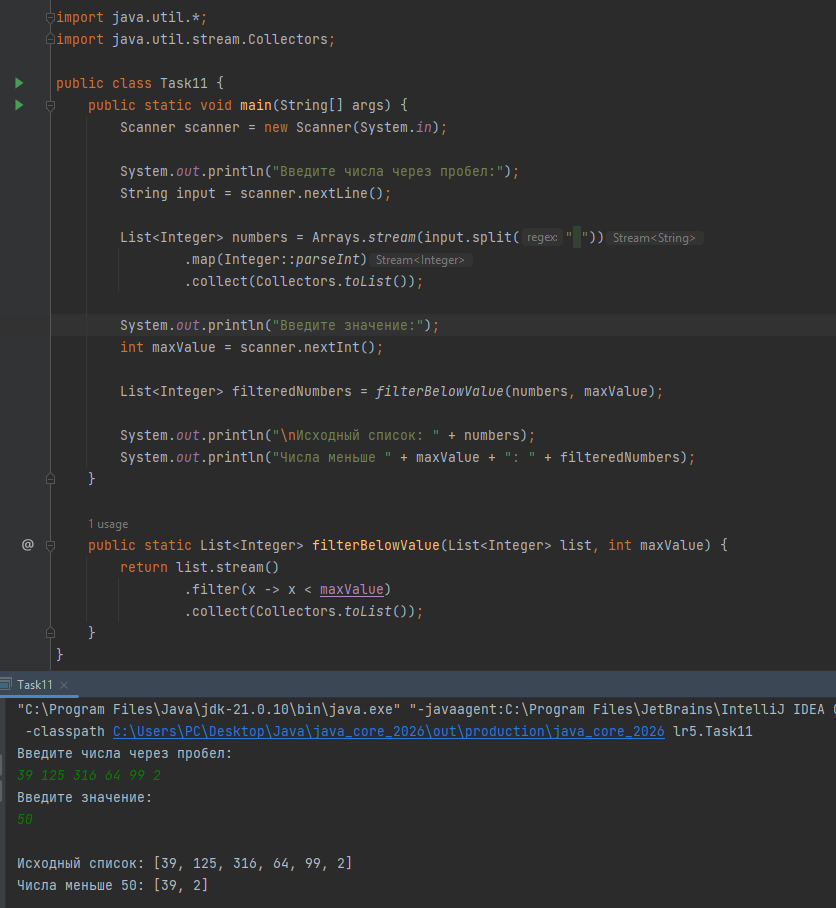 import java.util.*;
import java.util.stream.Collectors;
public class Task11 {
public static void main(String[] args) {
Scanner scanner = new Scanner(System.in);
System.out.println("Введите числа через пробел:");
String input = scanner.nextLine();
List<Integer> numbers = Arrays.stream(input.split( regex: " ")) Stream<String>
.map(Integer::parseInt) Stream<Integer>
.collect(Collectors.toList());
System.out.println("Введите значение:");
int maxValue = scanner.nextInt();
List<Integer> filteredNumbers = filterBelowValue(numbers, maxValue);
System.out.println("\nИсходный список: " + numbers);
System.out.println("Числа меньше " + maxValue + ": " + filteredNumbers);
}
1 usage
@ public static List<Integer> filterBelowValue(List<Integer> list, int maxValue) {
return list.stream()
.filter(x -> x < maxValue)
.collect(Collectors.toList());
}
}
Task11 ×
"C:\Program Files\Java\jdk-21.0.10\bin\java.exe" "-javaagent:C:\Program Files\JetBrains\IntelliJ IDEA
-classpath C:\Users\PC\Desktop\Java\java_core_2026\out\production\java_core_2026 lr5.Task11
Введите числа через пробел:
39 125 316 64 99 2
Введите значение:
50
Исходный список: [39, 125, 316, 64, 99, 2]
Числа меньше 50: [39, 2]